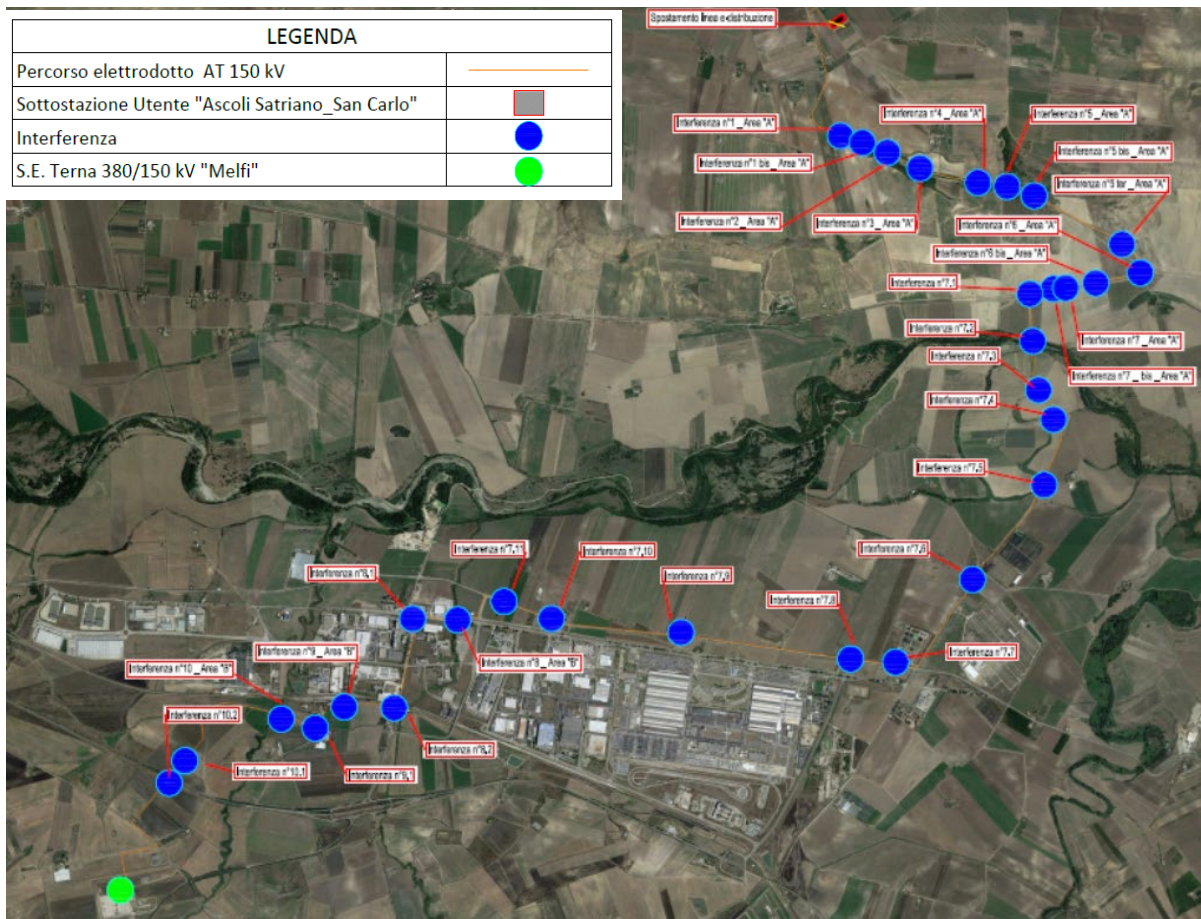 LEGENDA
Percorso elettrodotto AT 150 kV
Sottostazione Utente "Ascoli Satriano_San Carlo"
Interferenza
S.E. Terna 380/150 kV "Melfi"
Spostamento linea e-distribuzione
Interferenza n°1 _ Area "A"
Interferenza n°4 _ Area "A"
Interferenza n°5 _ Area "A"
Interferenza n°1 bis _ Area "A"
Interferenza n°5 bis _ Area "A"
Interferenza n°5 ter _ Area "A"
Interferenza n°2 _ Area "A"
Interferenza n°3 _ Area "A"
Interferenza n°6 _ Area "A"
Interferenza n°6 bis _ Area "A"
Interferenza n°7.1
Interferenza n°7.2
Interferenza n°7 _ Area "A"
Interferenza n°7.3
Interferenza n°7 _ bis _ Area "A"
Interferenza n°7.4
Interferenza n°7.5
Interferenza n°7.11
Interferenza n°7.10
Interferenza n°7.6
Interferenza n°8.1
Interferenza n°7.9
Interferenza n°7.8
Interferenza n°9 _ Area "B"
Interferenza n°8 _ Area "B"
Interferenza n°7.7
Interferenza n°10 _ Area "B"
Interferenza n°10.2
Interferenza n°8.2
Interferenza n°10.1
Interferenza n°9.1